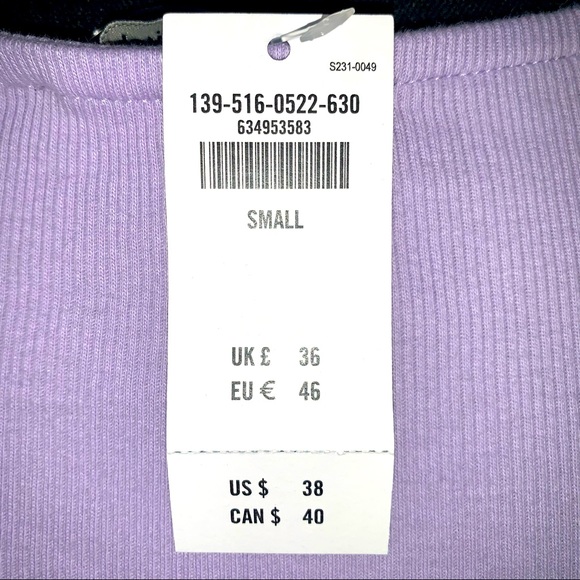 S231-0049
139-516-0522-630
634953583
SMALL
UK £ 36
EU € 46
US $ 38
CAN $ 40